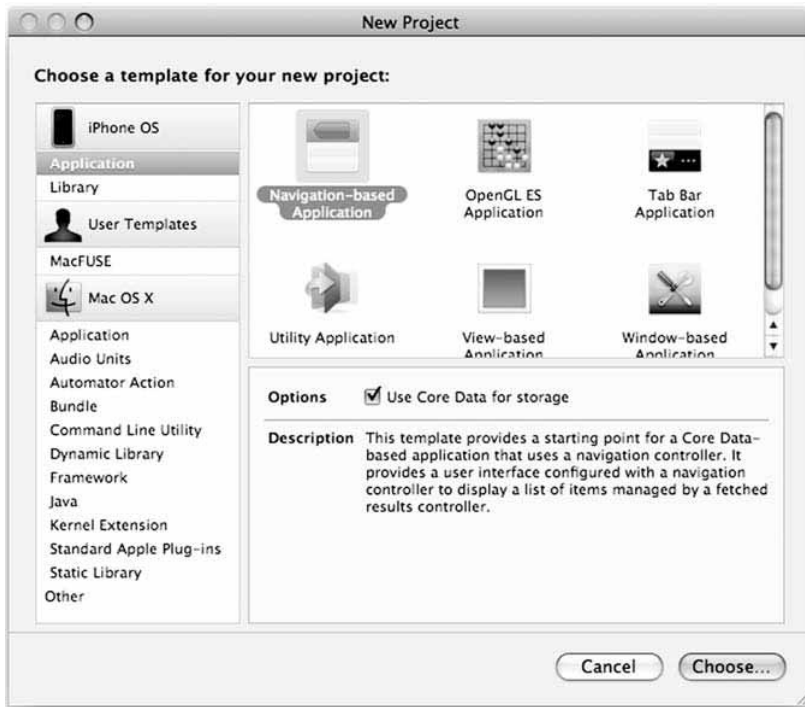 New Project
Choose a template for your new project:
iPhone OS
Application
Library
User Templates
MacFUSE
Mac OS X
Application
Audio Units
Automator Action
Bundle
Command Line Utility
Dynamic Library
Framework
Java
Kernel Extension
Standard Apple Plug-ins
Static Library
Other
Navigation-based
Application
OpenGL ES
Application
Tab Bar
Application
Utility Application
View-based
Application
Window-based
Application
Options
Use Core Data for storage
Description
This template provides a starting point for a Core Data-
based application that uses a navigation controller. It
provides a user interface configured with a navigation
controller to display a list of items managed by a fetched
results controller.
Cancel
Choose...